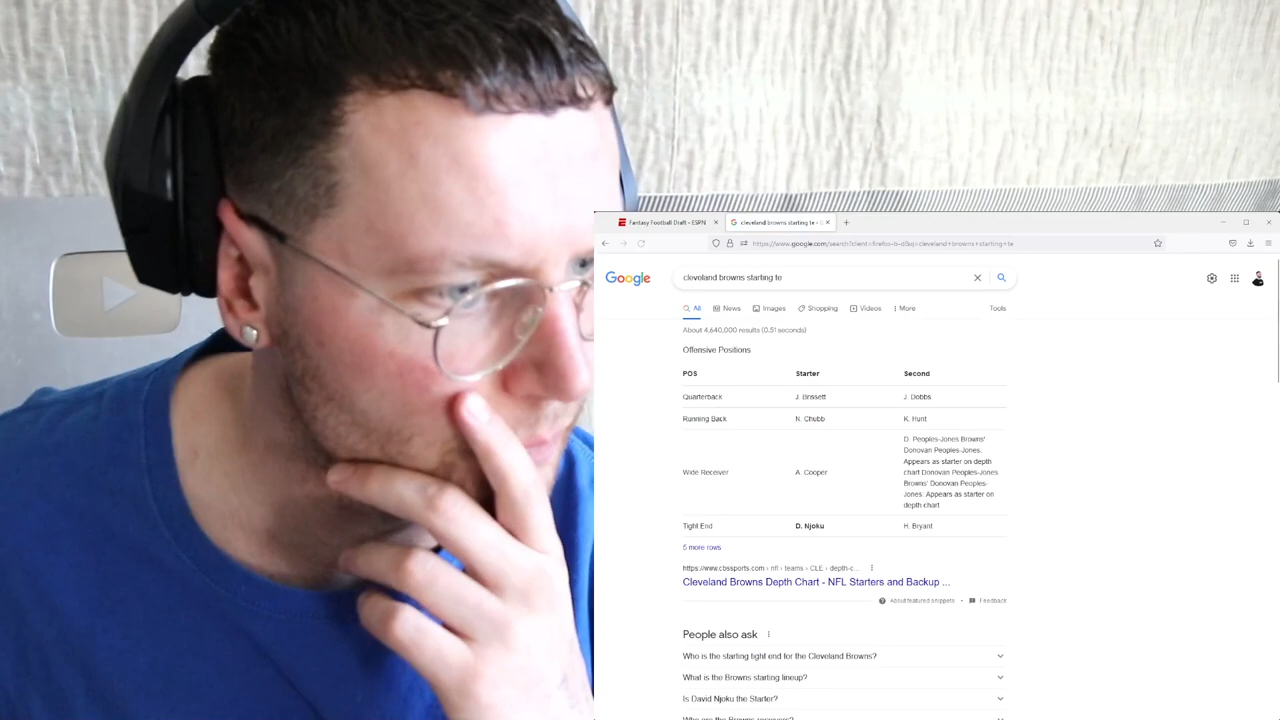 Fantasy Football Draft - ESPN
cleveland browns starting te - G
https://www.google.com/search?client=firefox-b-d&q=cleveland+browns+starting+te
Google
cleveland browns starting te
All
News
Images
Shopping
Videos
More
Tools
About 4,640,000 results (0.51 seconds)
Offensive Positions
POS Starter Second
Quarterback J. Brissett J. Dobbs
Running Back N. Chubb K. Hunt
Wide Receiver A. Cooper
D. Peoples-Jones Browns'
Donovan Peoples-Jones.
Appears as starter on depth
chart Donovan Peoples-Jones
Browns' Donovan Peoples-
Jones: Appears as starter on
depth chart
Tight End D. Njoku H. Bryant
5 more rows
https://www.cbssports.com › nfl › teams › CLE › depth-c...
Cleveland Browns Depth Chart - NFL Starters and Backup ...
About featured snippets • Feedback
People also ask
Who is the starting tight end for the Cleveland Browns?
What is the Browns starting lineup?
Is David Njoku the Starter?
Who are the Browns receivers?